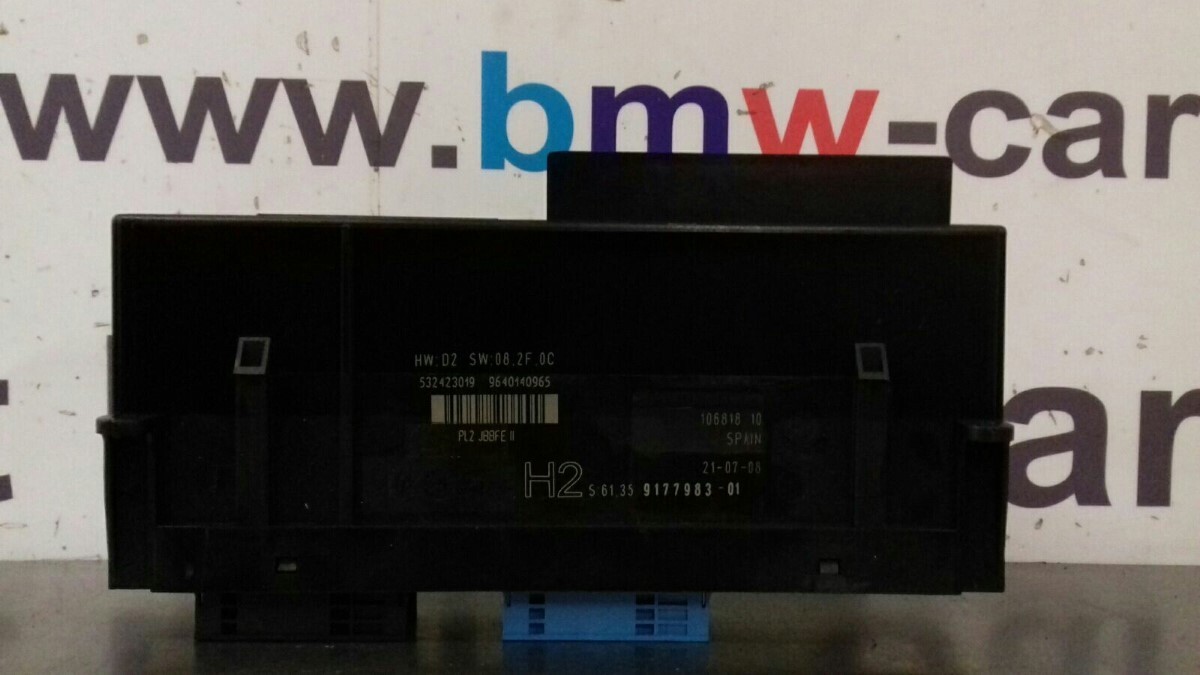 www.bmw-car
HW:D2 SW:08.2F.0C
532423019 9640140965
PL2 JBBFE II
106818 10
SPAIN
21-07-08
H2 S 61.35 9177983-01
car